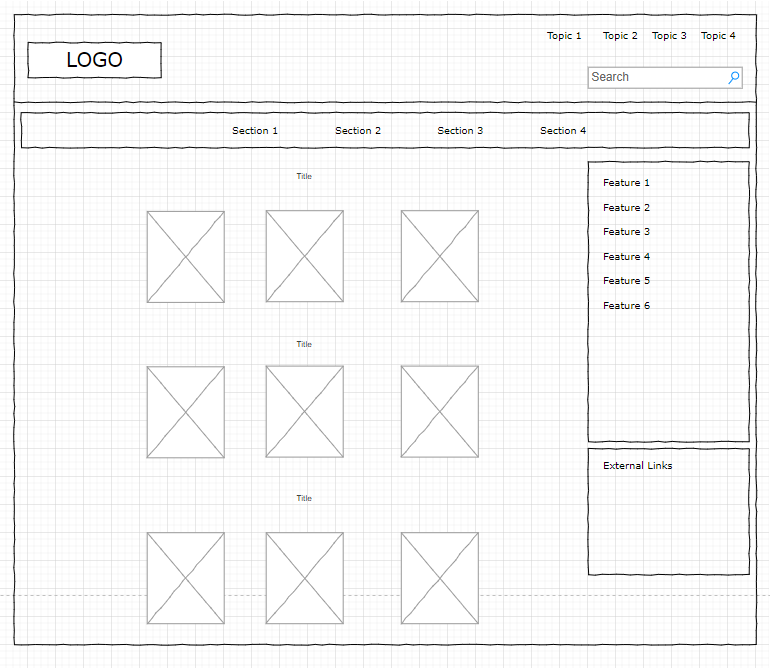 Topic 1 Topic 2 Topic 3 Topic 4
LOGO
Search
Section 1 Section 2 Section 3 Section 4
Title
Title
Title
Feature 1
Feature 2
Feature 3
Feature 4
Feature 5
Feature 6
External Links